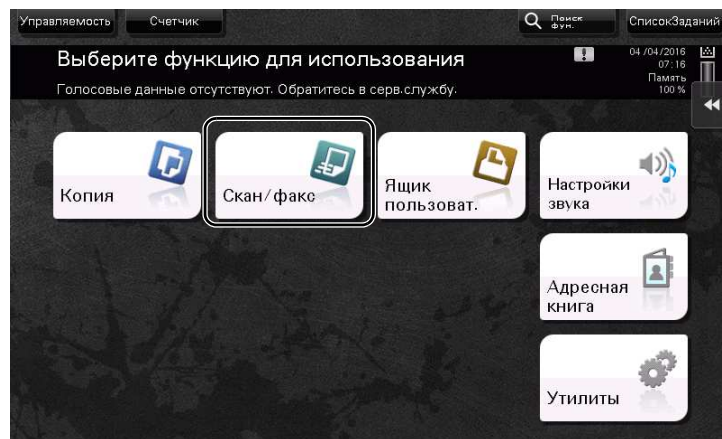 Управляемость
Счетчик
Поиск
фун.
СписокЗаданий
Выберите функцию для использования
04/04/2016
07:16
Память
100 %
Голосовые данные отсутствуют. Обратитесь в серв.службу.
Копия
Скан/факс
Ящик
пользоват.
Настройки
звука
Адресная
книга
Утилиты